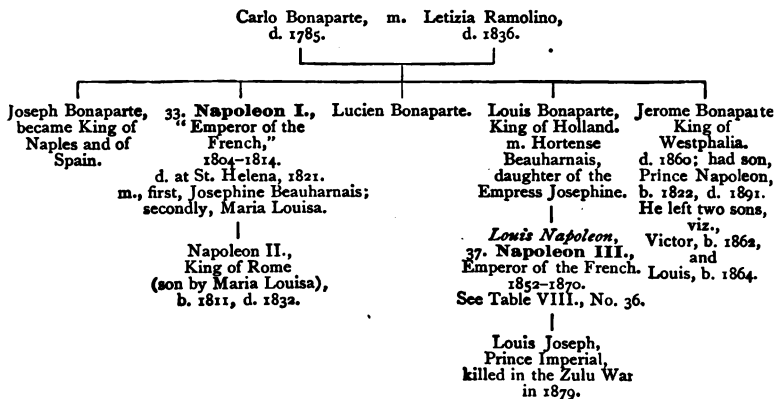 Carlo Bonaparte, m. Letizia Ramolino,
d. 1785. d. 1836.
Joseph Bonaparte,
became King of
Naples and of
Spain.
33. Napoleon I.,
"Emperor of the
French,"
1804–1814.
d. at St. Helena, 1821.
m., first, Josephine Beauharnais;
secondly, Maria Louisa.
Napoleon II.,
King of Rome
(son by Maria Louisa),
b. 1811, d. 1832.
Lucien Bonaparte.
Louis Bonaparte,
King of Holland.
m. Hortense
Beauharnais,
daughter of the
Empress Josephine.
Louis Napoleon,
37. Napoleon III.,
Emperor of the French.
1852–1870.
See Table VIII., No. 36.
Louis Joseph,
Prince Imperial,
killed in the Zulu War
in 1879.
Jerome Bonaparte
King of
Westphalia.
d. 1860; had son,
Prince Napoleon,
b. 1822, d. 1891.
He left two sons,
viz.,
Victor, b. 1862,
and
Louis, b. 1864.